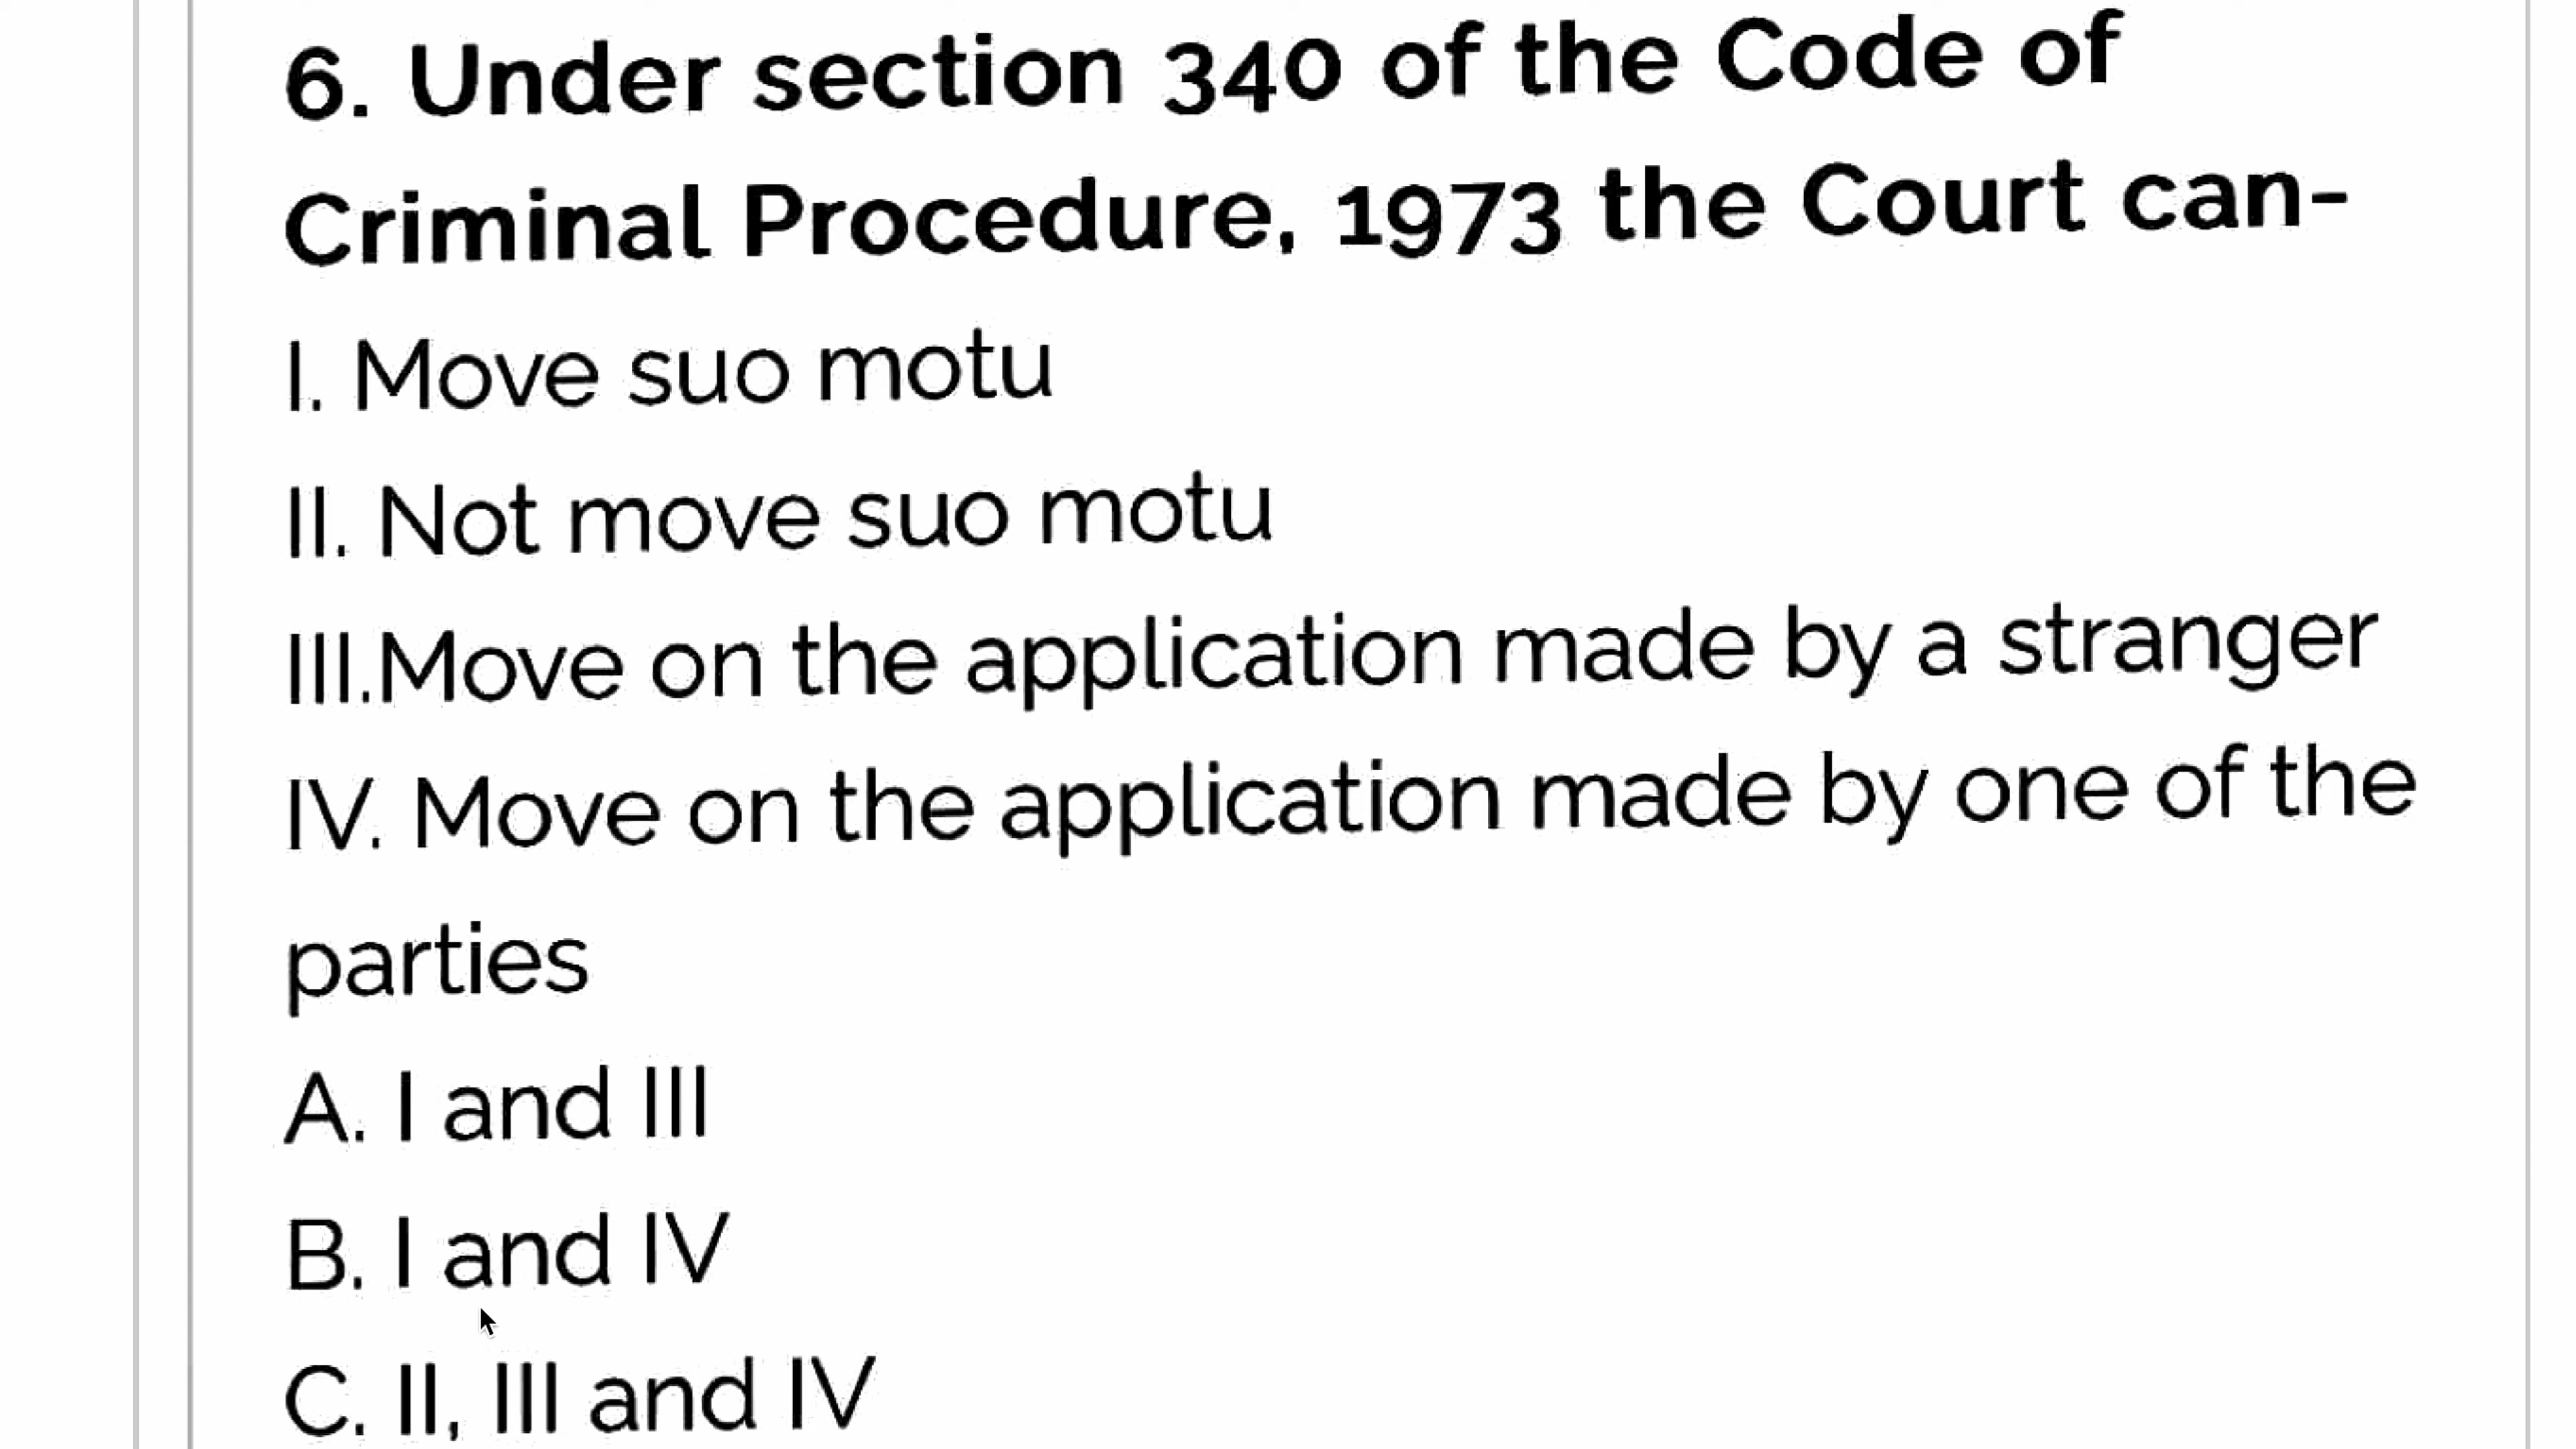 6. Under section 340 of the Code of
Criminal Procedure, 1973 the Court can-
I. Move suo motu
II. Not move suo motu
III.Move on the application made by a stranger
IV. Move on the application made by one of the
parties
A. I and III
B. I and IV
C. II, III and IV